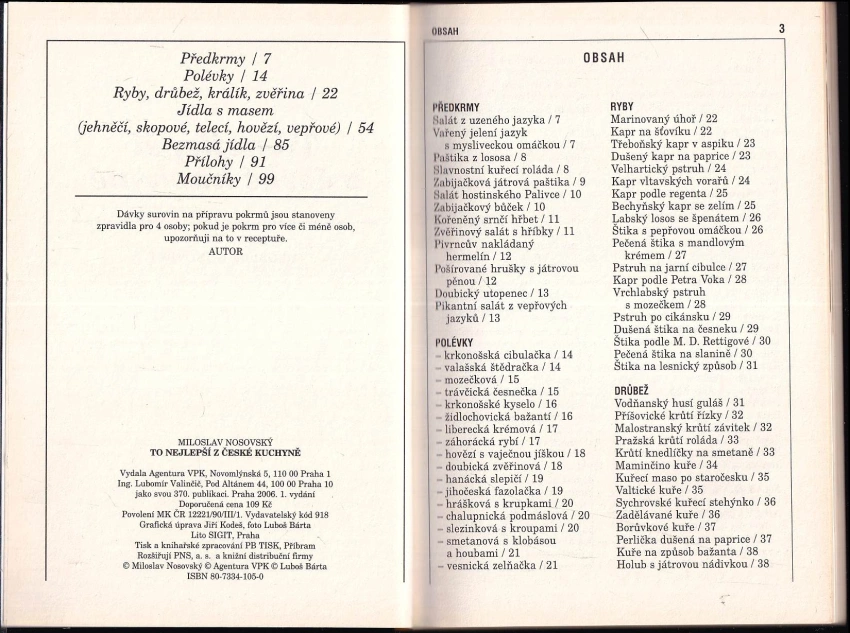 Předkrmy / 7
Polévky / 14
Ryby, drůbež, králík, zvěřina / 22
Jídla s masem
(jehněčí, skopové, telecí, hovězí, vepřové) / 54
Bezmasá jídla / 85
Přílohy / 91
Moučníky / 99
Dávky surovin na přípravu pokrmů jsou stanoveny
zpravidla pro 4 osoby; pokud je pokrm pro více či méně osob,
upozorňuji na to v receptuře.
AUTOR
MILOSLAV NOSOVSKÝ
TO NEJLEPŠÍ Z ČESKÉ KUCHYNĚ
Vydala Agentura VPK, Novomlýnská 5, 110 00 Praha 1
Ing. Lubomír Valinčič, Pod Altánem 44, 100 00 Praha 10
jako svou 370. publikaci. Praha 2006. 1. vydání
Doporučená cena 109 Kč
Povolení MK ČR 12221/90/III/1. Vydavatelský kód 918
Grafická úprava Jiří Kodeš, foto Luboš Bárta
Lito SIGIT, Praha
Tisk a knihařské zpracování PB TISK, Příbram
Rozšiřují PNS, a. s. a knižní distribuční firmy
© Miloslav Nosovský © Agentura VPK © Luboš Bárta
ISBN 80-7334-105-0
OBSAH
3
OBSAH
PŘEDKRMY
Salát z uzeného jazyka / 7
Vařený jelení jazyk
s mysliveckou omáčkou / 7
Paštika z lososa / 8
Slavnostní kuřecí roláda / 8
Zabijačková játrová paštika / 9
Salát hostinského Palivce / 10
Zabijačkový bůček / 10
Kořeněný srnčí hřbet / 11
Zvěřinový salát s hříbky / 11
Pivrncův nakládaný
hermelín / 12
Pošírované hrušky s játrovou
pěnou / 12
Doubický utopenec / 13
Pikantní salát z vepřových
jazyků / 13
POLÉVKY
– krkonošská cibulačka / 14
– valašská štědračka / 14
– mozečková / 15
– trávčická česnečka / 15
– krkonošské kyselo / 16
– židlochovická bažantí / 16
– liberecká krémová / 17
– záhorácká rybí / 17
– hovězí s vaječnou jíškou / 18
– doubická zvěřinová / 18
– hanácká slepičí / 19
– jihočeská fazolačka / 19
– hrášková s krupkami / 20
– chalupnická podmáslová / 20
– slezinková s kroupami / 20
– smetanová s klobásou
a houbami / 21
– vesnická zelňačka / 21
RYBY
Marinovaný úhoř / 22
Kapr na šťovíku / 22
Třeboňský kapr v aspiku / 23
Dušený kapr na paprice / 23
Velhartický pstruh / 24
Kapr vltavských vorařů / 24
Kapr podle regenta / 25
Bechyňský kapr se zelím / 25
Labský losos se špenátem / 26
Štika s pepřovou omáčkou / 26
Pečená štika s mandlovým
krémem / 27
Pstruh na jarní cibulce / 27
Kapr podle Petra Voka / 28
Vrchlabský pstruh
s mozečkem / 28
Pstruh po cikánsku / 29
Dušená štika na česneku / 29
Štika podle M. D. Rettigové / 30
Pečená štika na slanině / 30
Štika na lesnický způsob / 31
DRŮBEŽ
Vodňanský husí guláš / 31
Příšovické krůtí řízky / 32
Malostranský krůtí závitek / 32
Pražská krůtí roláda / 33
Krůtí knedlíčky na smetaně / 33
Maminčino kuře / 34
Kuřecí maso po staročesku / 35
Valtické kuře / 35
Sychrovské kuřecí stehýnko / 36
Zadělávané kuře / 36
Borůvkové kuře / 37
Perlička dušená na paprice / 37
Kuře na způsob bažanta / 38
Holub s játrovou nádivkou / 38